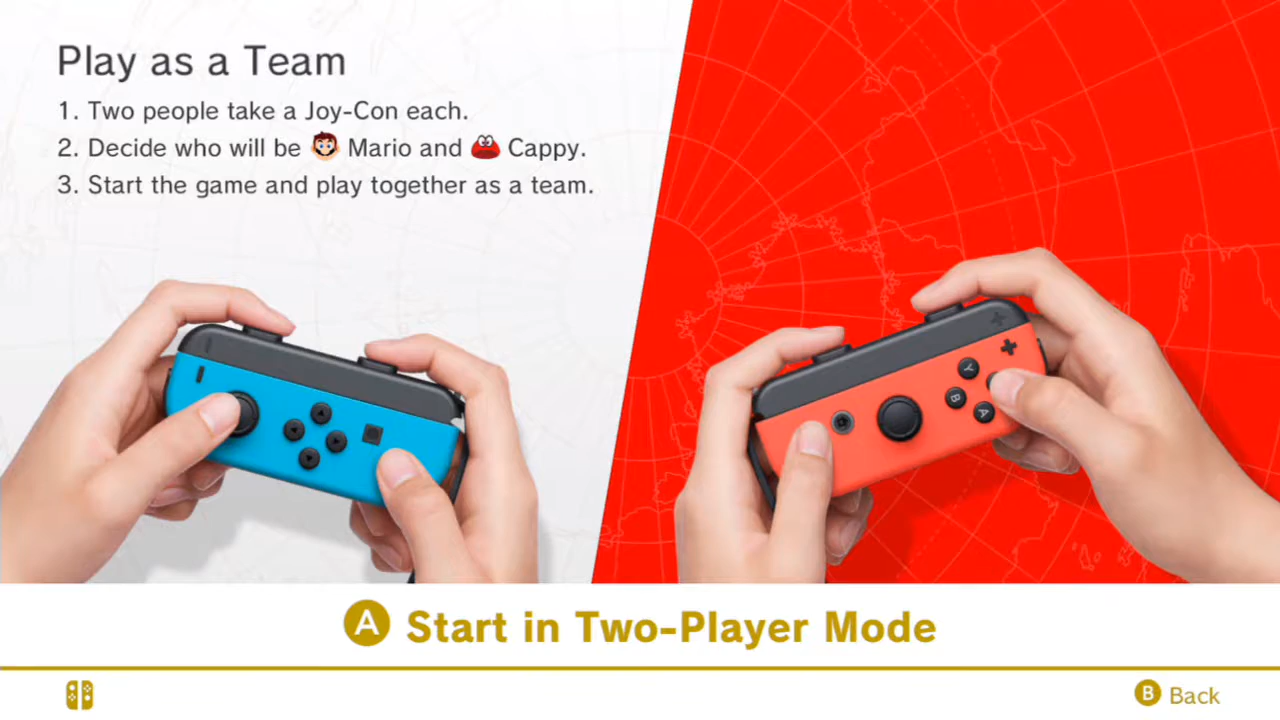 Play as a Team
1. Two people take a Joy-Con each.
2. Decide who will be Mario and Cappy.
3. Start the game and play together as a team.
Y
B
A
A Start in Two-Player Mode
B Back